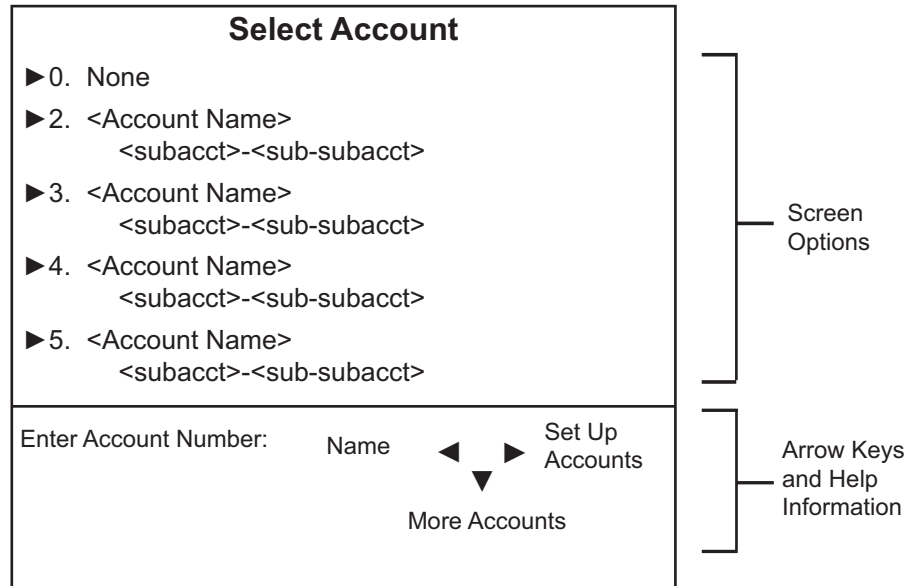 Select Account
►0. None
►2. <Account Name>
<subacct>-<sub-subacct>
►3. <Account Name>
<subacct>-<sub-subacct>
►4. <Account Name>
<subacct>-<sub-subacct>
►5. <Account Name>
<subacct>-<sub-subacct>
Screen
Options
Enter Account Number:
Name ◄ ► Set Up
Accounts
▼
More Accounts
Arrow Keys
and Help
Information